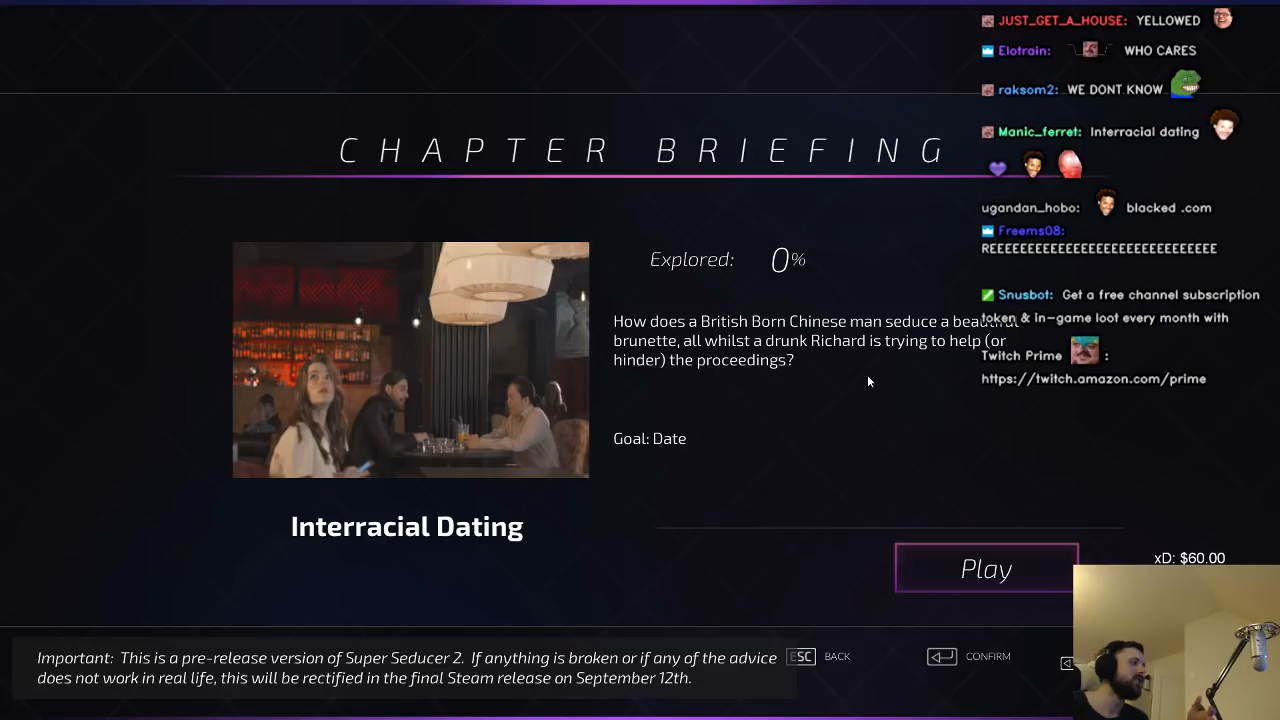 CHAPTER BRIEFING
Explored: 0%
How does a British Born Chinese man seduce a beautiful
brunette, all whilst a drunk Richard is trying to help (or
hinder) the proceedings?
Goal: Date
Interracial Dating
Play
Important: This is a pre-release version of Super Seducer 2. If anything is broken or if any of the advice
does not work in real life, this will be rectified in the final Steam release on September 12th.
ESC BACK
CONFIRM
JUST_GET_A_HOUSE: YELLOWED
Elotrain: WHO CARES
raksom2: WE DONT KNOW
Manic_ferret: Interracial dating
ugandan_hobo: blacked .com
Freems08:
REEEEEEEEEEEEEEEEEEEEEEEEEEEEE
Snusbot: Get a free channel subscription
token & in-game loot every month with
Twitch Prime :
https://twitch.amazon.com/prime
xD: $60.00